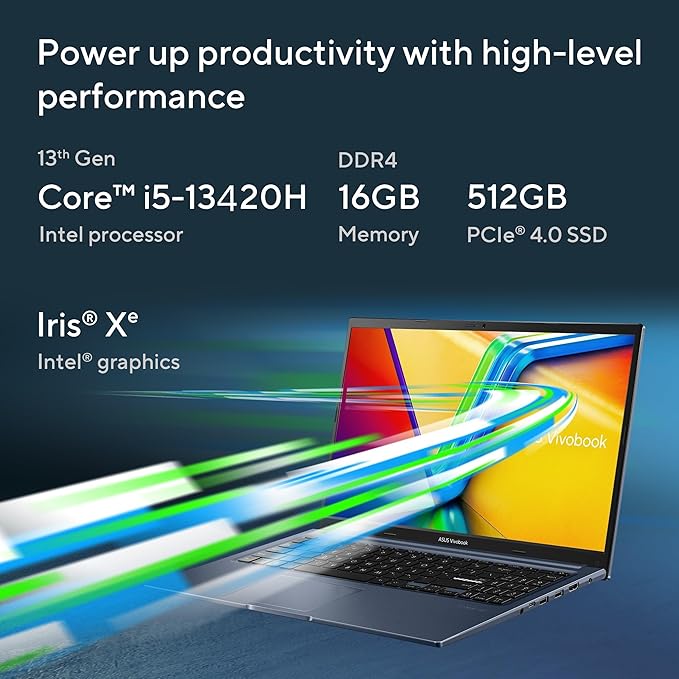 Power up productivity with high-level
performance
13th Gen
Core™ i5-13420H
Intel processor
DDR4
16GB
Memory
512GB
PCIe® 4.0 SSD
Iris® Xe
Intel® graphics
Vivobook
ASUS Vivobook